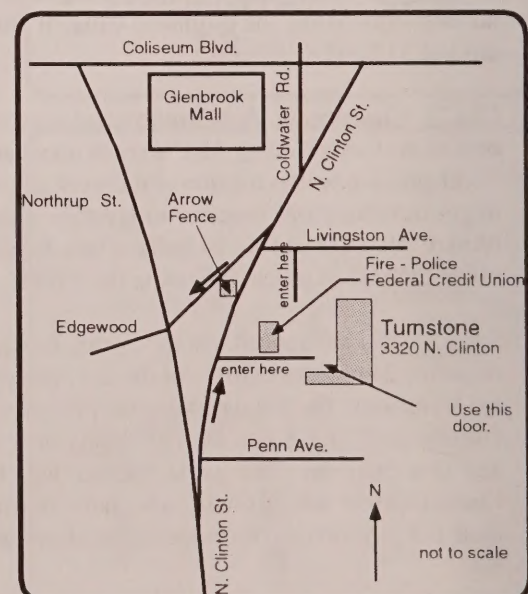 Coliseum Blvd.
Glenbrook
Mall
Coldwater Rd.
N. Clinton St.
Northrup St.
Arrow
Fence
Livingston Ave.
enter here
Fire - Police
Federal Credit Union
Edgewood
Turnstone
3320 N. Clinton
enter here
Use this
door.
Penn Ave.
N. Clinton St.
N
not to scale